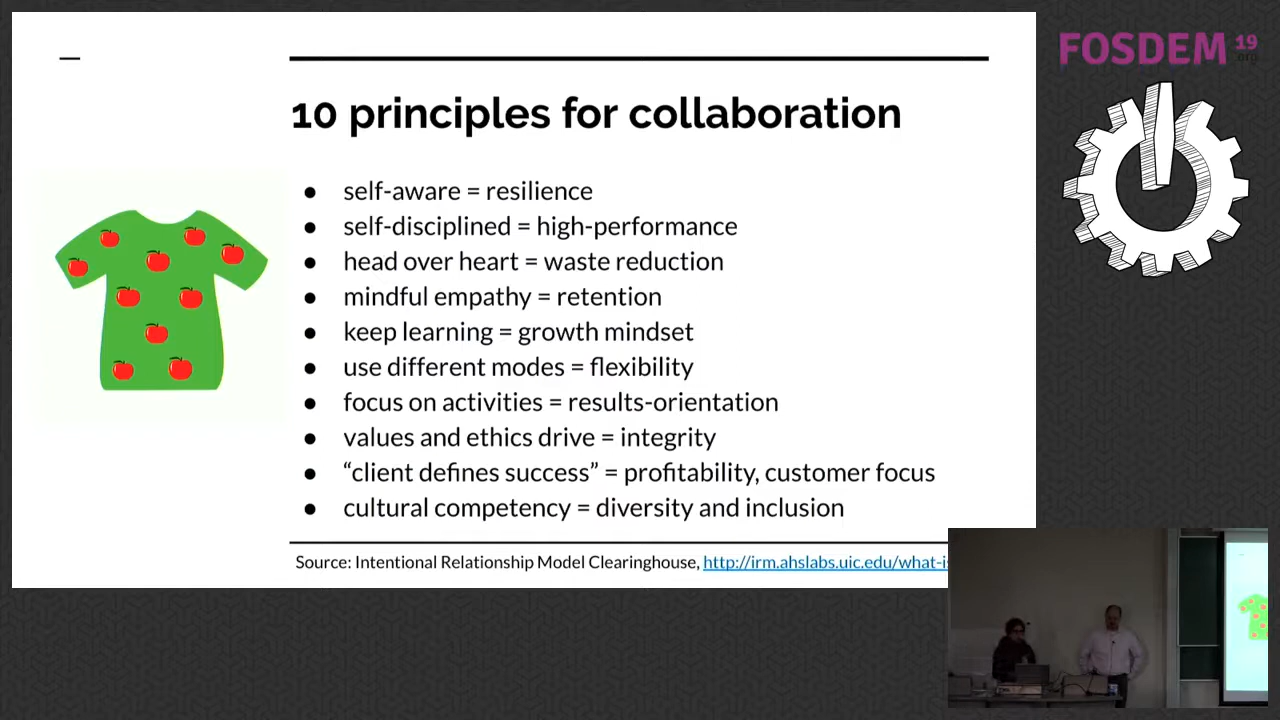 10 principles for collaboration
● self-aware = resilience
● self-disciplined = high-performance
● head over heart = waste reduction
● mindful empathy = retention
● keep learning = growth mindset
● use different modes = flexibility
● focus on activities = results-orientation
● values and ethics drive = integrity
● “client defines success” = profitability, customer focus
● cultural competency = diversity and inclusion
Source: Intentional Relationship Model Clearinghouse, http://irm.ahslabs.uic.edu/what-is
FOSDEM 19
.org